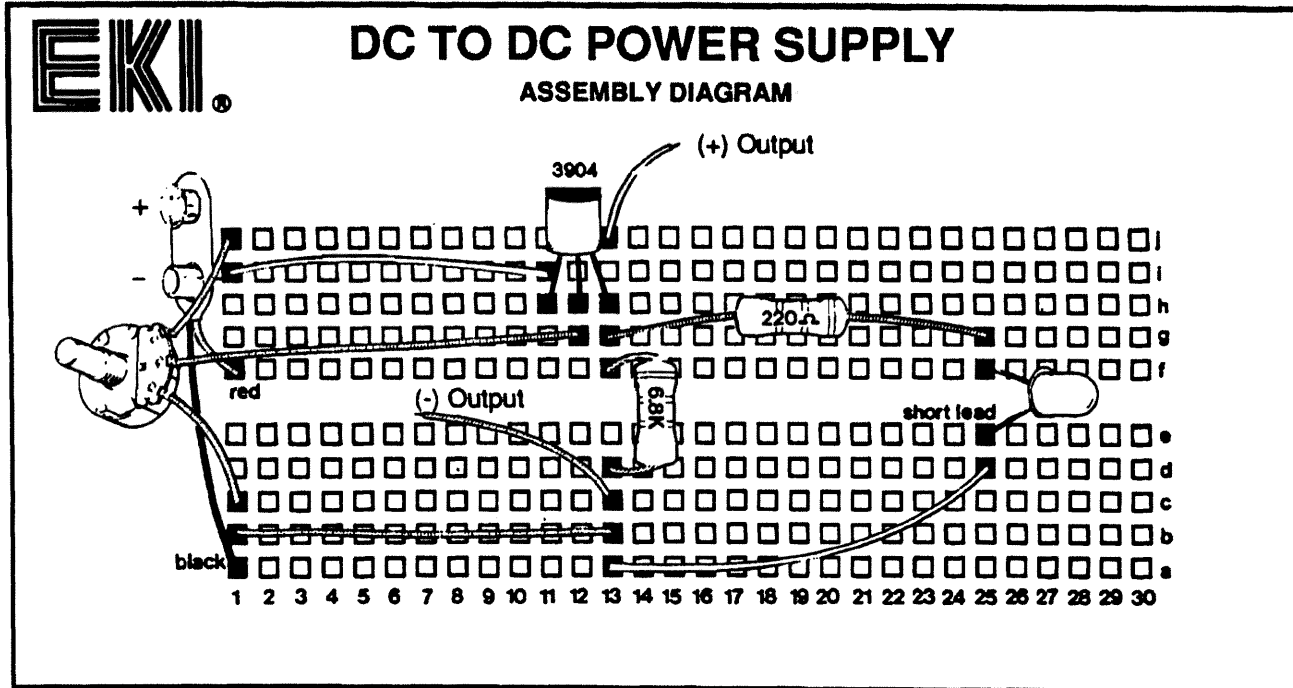 EKI®
DC TO DC POWER SUPPLY
ASSEMBLY DIAGRAM
(+) Output
3904
+
-
j
i
h
220Ω
g
f
red
6.8K
(-) Output
short lead
e
d
c
b
black
a
1 2 3 4 5 6 7 8 9 10 11 12 13 14 15 16 17 18 19 20 21 22 23 24 25 26 27 28 29 30